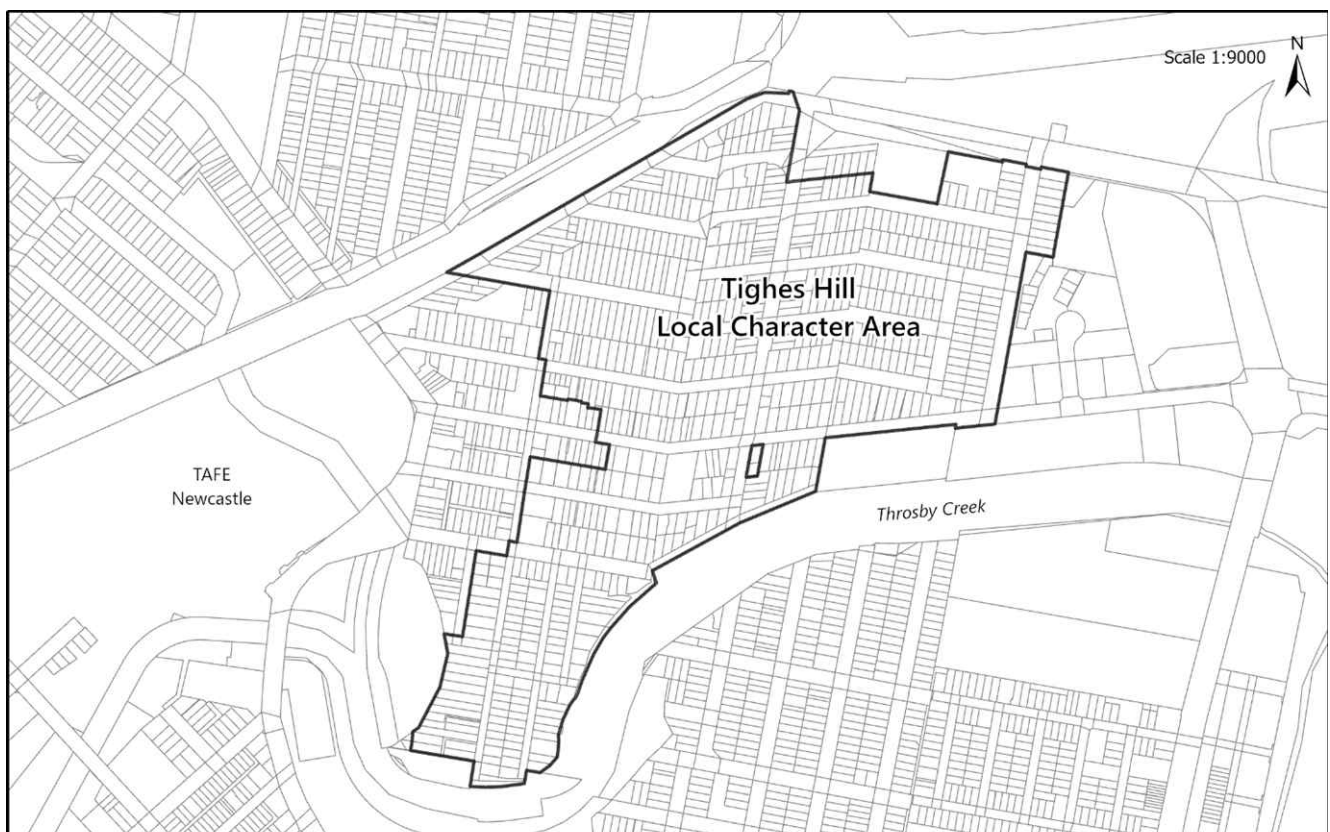 N
Scale 1:9000
Tighes Hill
Local Character Area
TAFE
Newcastle
Throsby Creek